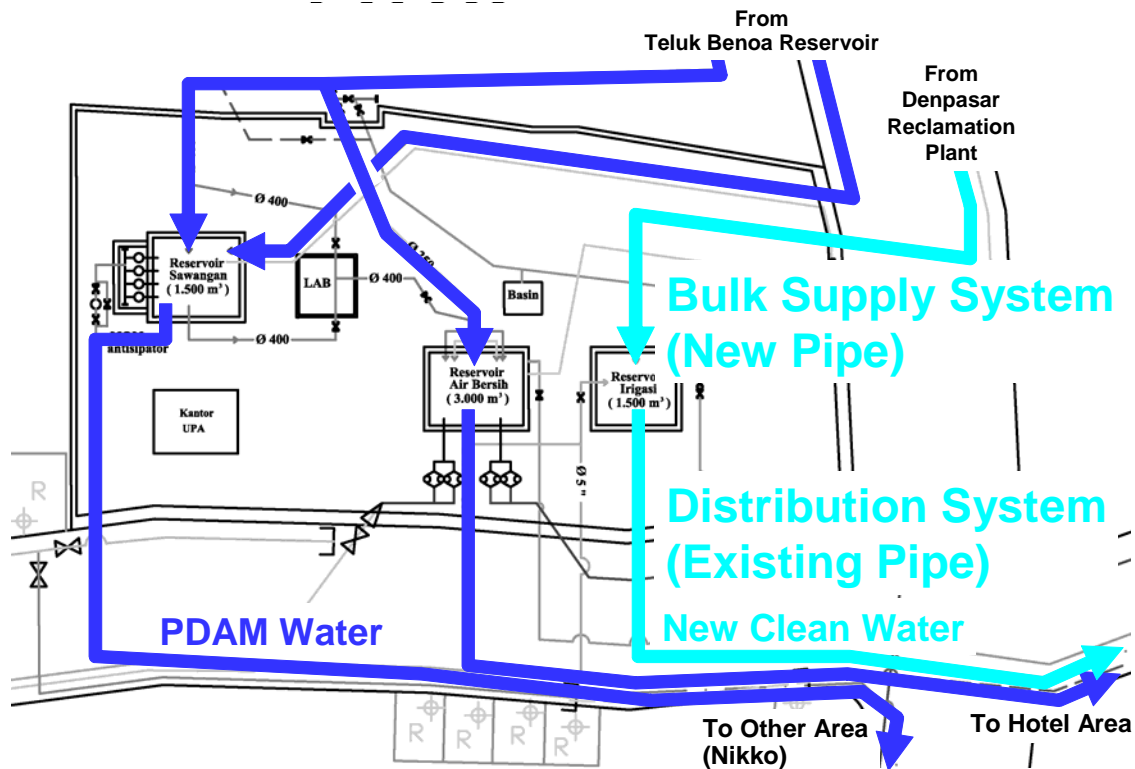 From
Teluk Benoa Reservoir
From
Denpasar
Reclamation
Plant
Ø 400
Reservoir
Sawangan
( 1.500 m³ )
LAB
Ø 400
Basin
Ø 400
antisipator
Kantor
UPA
Reservoir
Air Bersih
( 3.000 m³ )
Irigasi
( 1.500 m³ )
Bulk Supply System
(New Pipe)
Ø 5"
R
Distribution System
(Existing Pipe)
PDAM Water
New Clean Water
R
R
R
R
To Other Area
(Nikko)
To Hotel Area